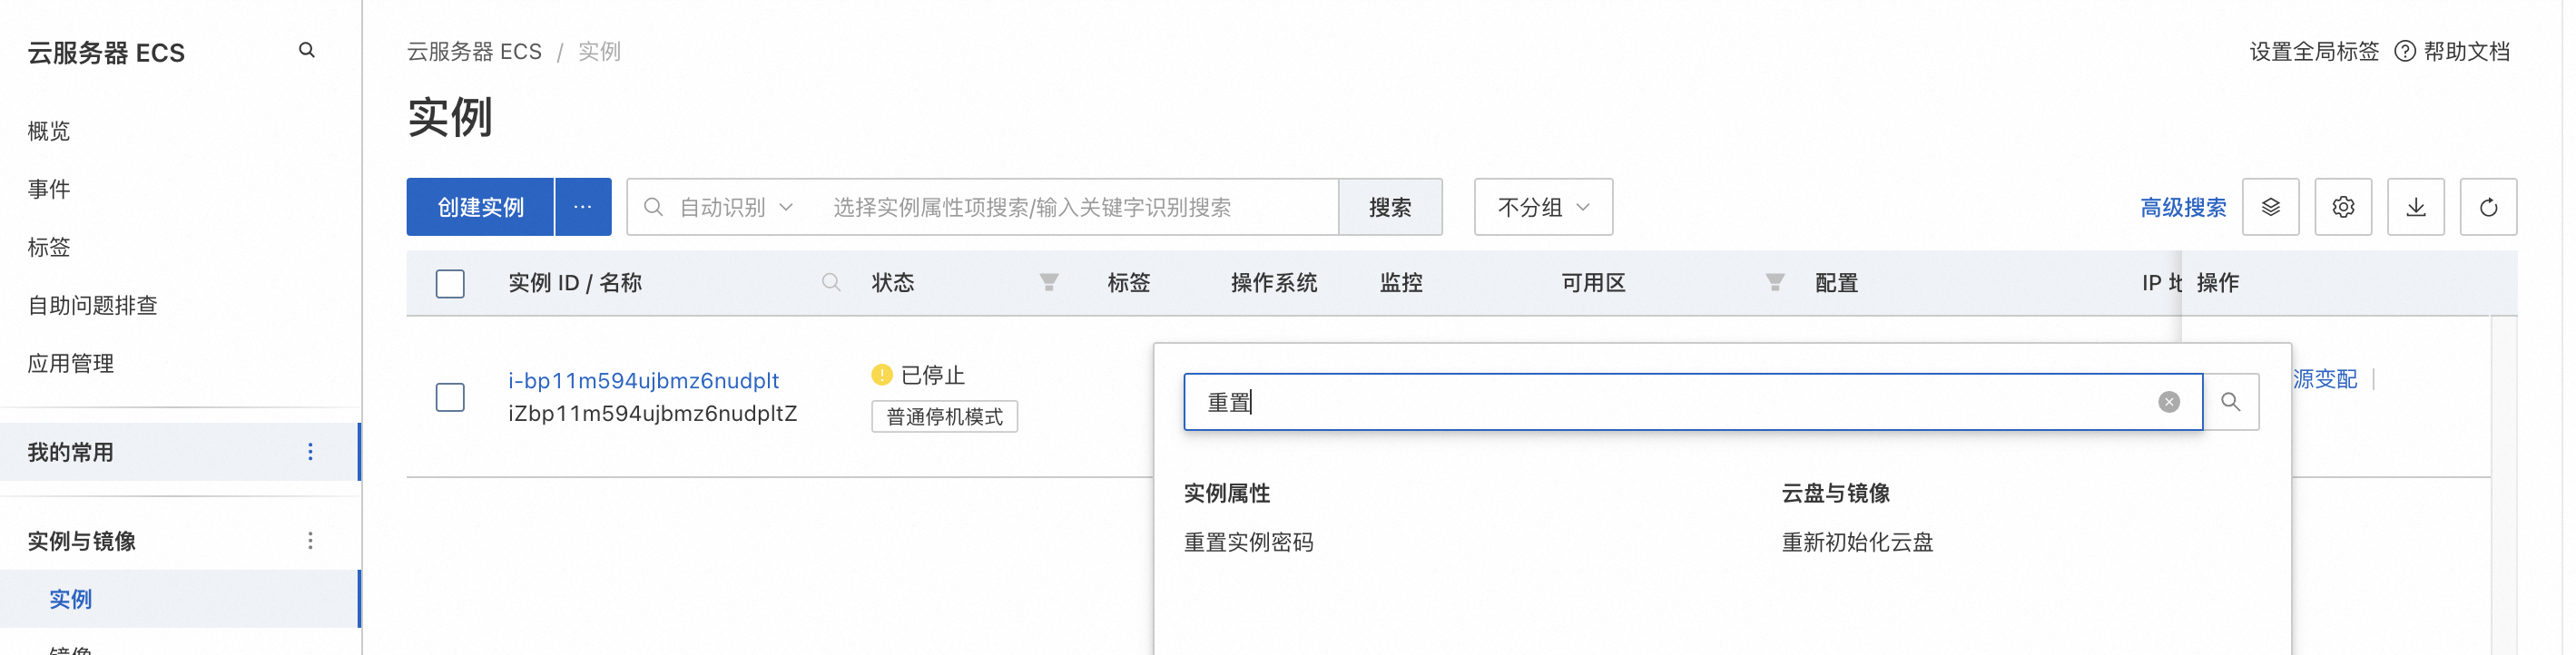 云服务器 ECS
概览
事件
标签
自助问题排查
应用管理
我的常用
实例与镜像
实例
镜像
云服务器 ECS / 实例
设置全局标签 帮助文档
实例
创建实例 ... 自动识别 选择实例属性项搜索/输入关键字识别搜索 搜索 不分组 高级搜索
实例 ID / 名称 状态 标签 操作系统 监控 可用区 配置 IP 地 操作
i-bp11m594ujbmz6nudplt
iZbp11m594ujbmz6nudpltZ
已停止
普通停机模式
源变配
重置
实例属性 云盘与镜像
重置实例密码 重新初始化云盘